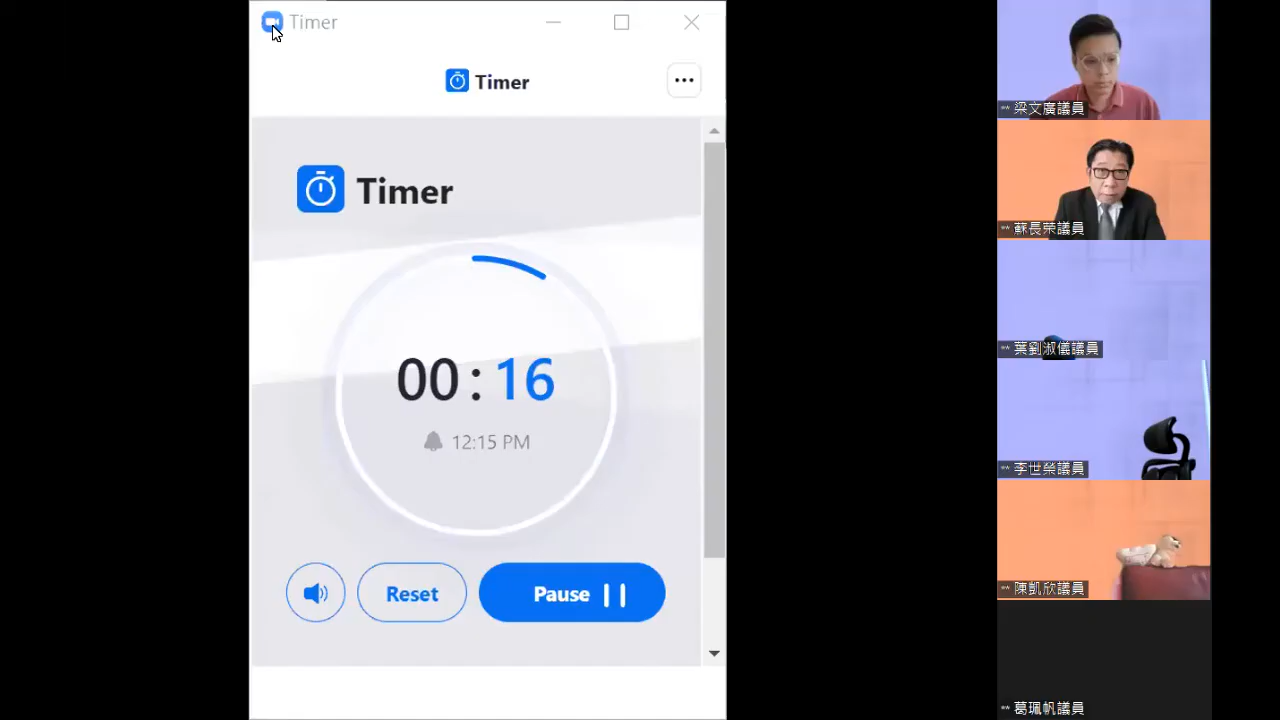 Timer
Timer
Timer
00 : 16
12:15 PM
Reset
Pause
梁文廣議員
蘇長荣議員
葉劉淑儀議員
李世榮議員
陳凱欣議員
葛珮帆議員